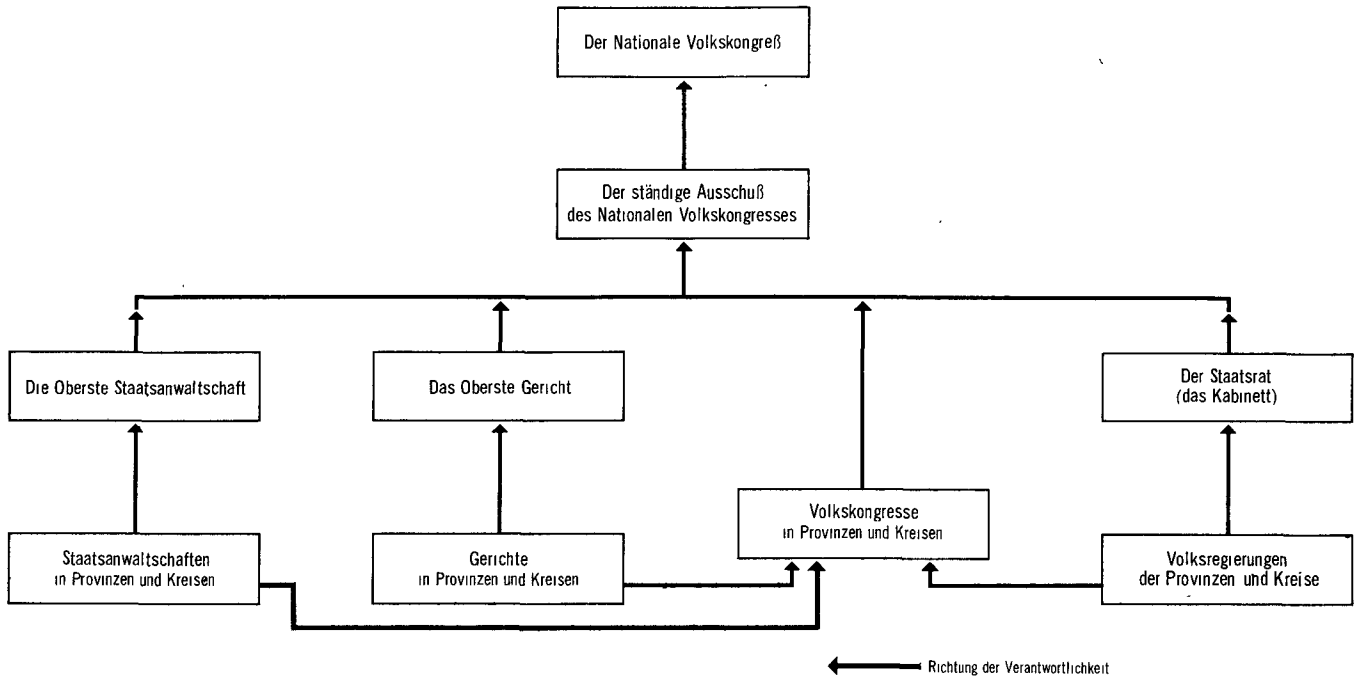 Der Nationale Volkskongreß
Der ständige Ausschuß
des Nationalen Volkskongresses
Die Oberste Staatsanwaltschaft
Das Oberste Gericht
Der Staatsrat
(das Kabinett)
Volkskongresse
in Provinzen und Kreisen
Staatsanwaltschaften
in Provinzen und Kreisen
Gerichte
in Provinzen und Kreisen
Volksregierungen
der Provinzen und Kreise
Richtung der Verantwortlichkeit